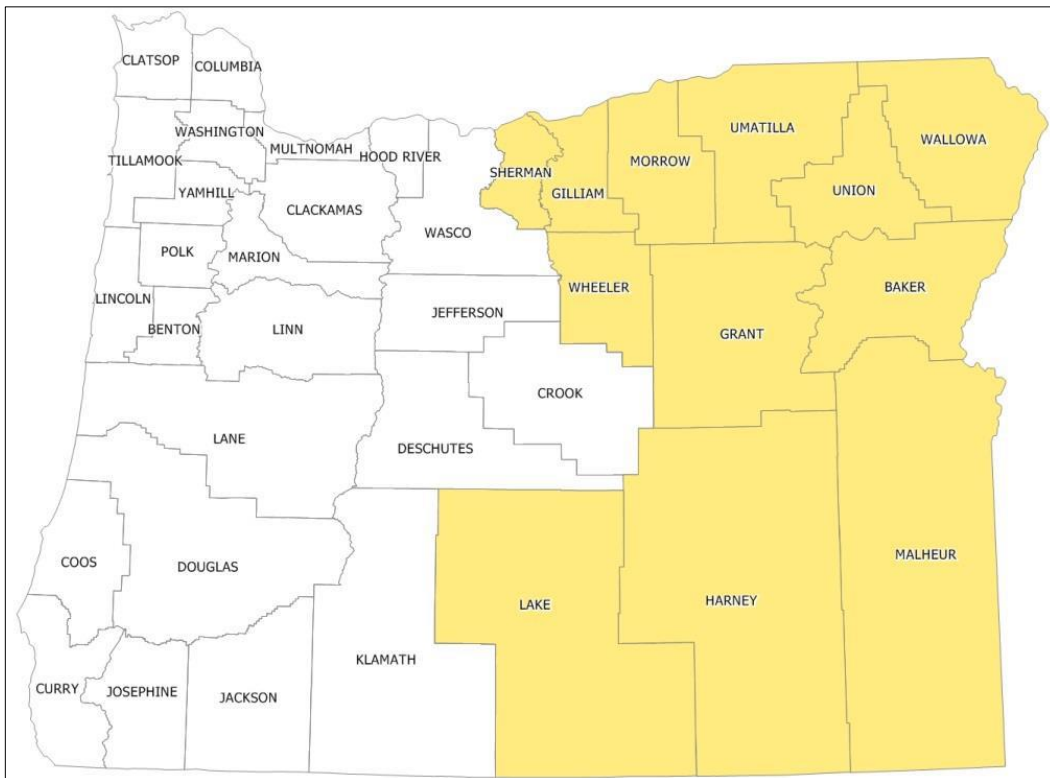 CLATSOP
COLUMBIA
WASHINGTON
TILLAMOOK
MULTNOMAH
HOOD RIVER
YAMHILL
CLACKAMAS
SHERMAN
GILLIAM
MORROW
UMATILLA
WALLOWA
UNION
WASCO
POLK
MARION
LINCOLN
BENTON
LINN
JEFFERSON
WHEELER
GRANT
BAKER
CROOK
LANE
DESCHUTES
COOS
DOUGLAS
LAKE
HARNEY
MALHEUR
KLAMATH
CURRY
JOSEPHINE
JACKSON